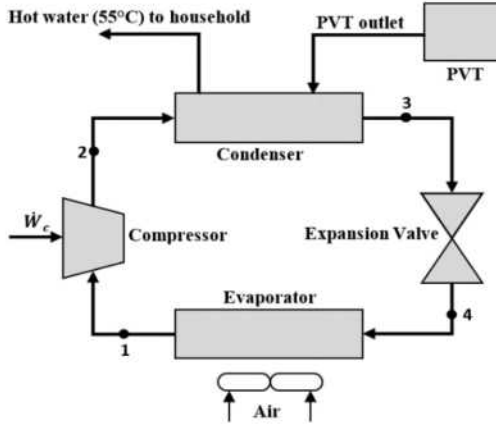 Hot water (55°C) to household
PVT outlet
PVT
3
2
Condenser
Ẇc
Compressor
Expansion Valve
Evaporator
4
1
Air